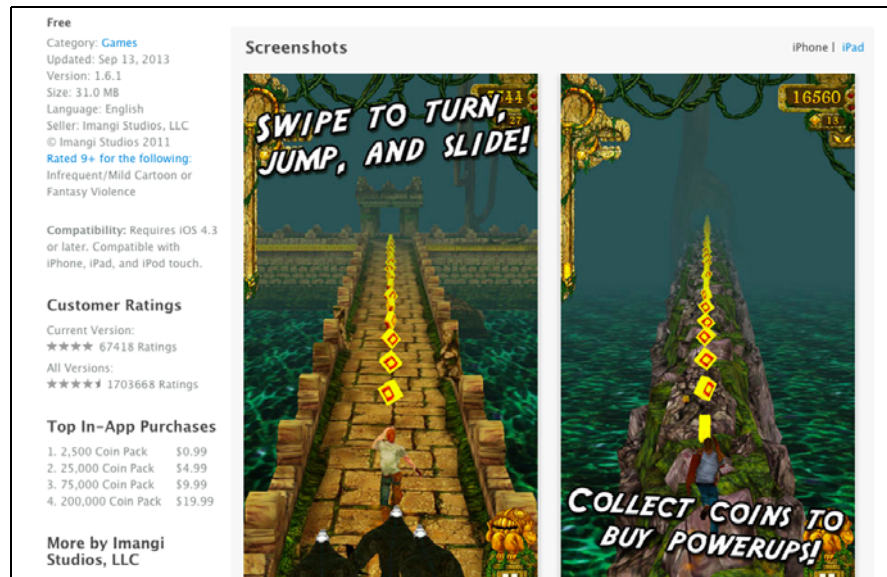 Free
Category: Games
Updated: Sep 13, 2013
Version: 1.6.1
Size: 31.0 MB
Language: English
Seller: Imangi Studios, LLC
© Imangi Studios 2011
Rated 9+ for the following:
Infrequent/Mild Cartoon or
Fantasy Violence
Compatibility: Requires iOS 4.3
or later. Compatible with
iPhone, iPad, and iPod touch.
Customer Ratings
Current Version:
★★★★ 67418 Ratings
All Versions:
★★★★½ 1703668 Ratings
Top In-App Purchases
1. 2,500 Coin Pack $0.99
2. 25,000 Coin Pack $4.99
3. 75,000 Coin Pack $9.99
4. 200,000 Coin Pack $19.99
More by Imangi
Studios, LLC
Screenshots
iPhone | iPad
SWIPE TO TURN,
JUMP, AND SLIDE!
27
16560
13
COLLECT COINS TO
BUY POWERUPS!